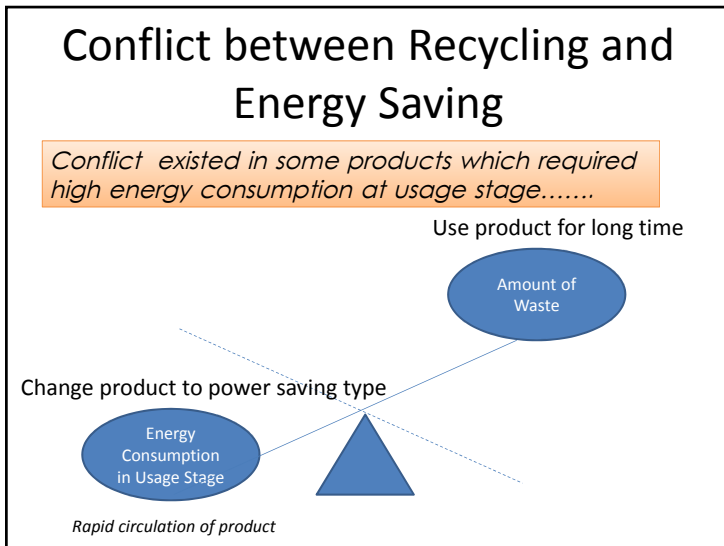 Conflict between Recycling and
Energy Saving
Conflict existed in some products which required
high energy consumption at usage stage…….
Use product for long time
Amount of
Waste
Change product to power saving type
Energy
Consumption
in Usage Stage
Rapid circulation of product